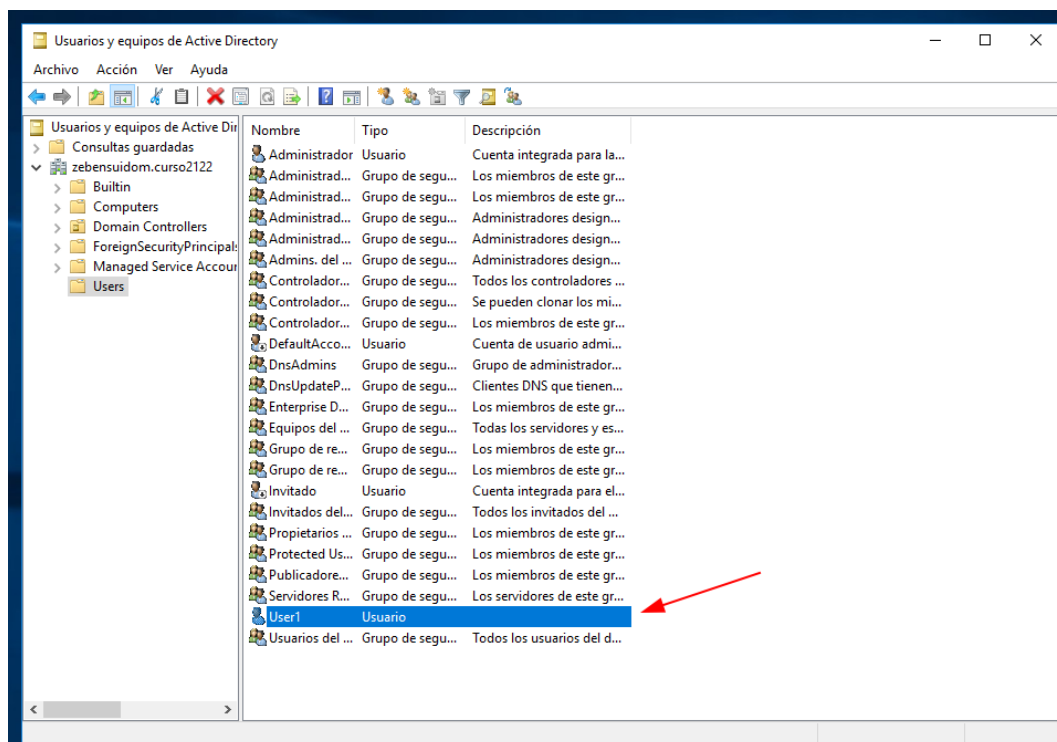 Usuarios y equipos de Active Directory
Archivo Acción Ver Ayuda
Usuarios y equipos de Active Dir
Consultas guardadas
zebensuidom.curso2122
Builtin
Computers
Domain Controllers
ForeignSecurityPrincipals
Managed Service Accour
Users
Nombre Tipo Descripción
Administrador Usuario Cuenta integrada para la...
Administrad... Grupo de segu... Los miembros de este gr...
Administrad... Grupo de segu... Los miembros de este gr...
Administrad... Grupo de segu... Administradores design...
Administrad... Grupo de segu... Administradores design...
Admins. del ... Grupo de segu... Administradores design...
Controlador... Grupo de segu... Todos los controladores ...
Controlador... Grupo de segu... Se pueden clonar los mi...
Controlador... Grupo de segu... Los miembros de este gr...
DefaultAcco... Usuario Cuenta de usuario admi...
DnsAdmins Grupo de segu... Grupo de administrador...
DnsUpdateP... Grupo de segu... Clientes DNS que tienen...
Enterprise D... Grupo de segu... Los miembros de este gr...
Equipos del ... Grupo de segu... Todas los servidores y es...
Grupo de re... Grupo de segu... Los miembros de este gr...
Grupo de re... Grupo de segu... Los miembros de este gr...
Invitado Usuario Cuenta integrada para el...
Invitados del... Grupo de segu... Todos los invitados del ...
Propietarios ... Grupo de segu... Los miembros de este gr...
Protected Us... Grupo de segu... Los miembros de este gr...
Publicadore... Grupo de segu... Los miembros de este gr...
Servidores R... Grupo de segu... Los servidores de este gr...
User1 Usuario
Usuarios del ... Grupo de segu... Todos los usuarios del d...